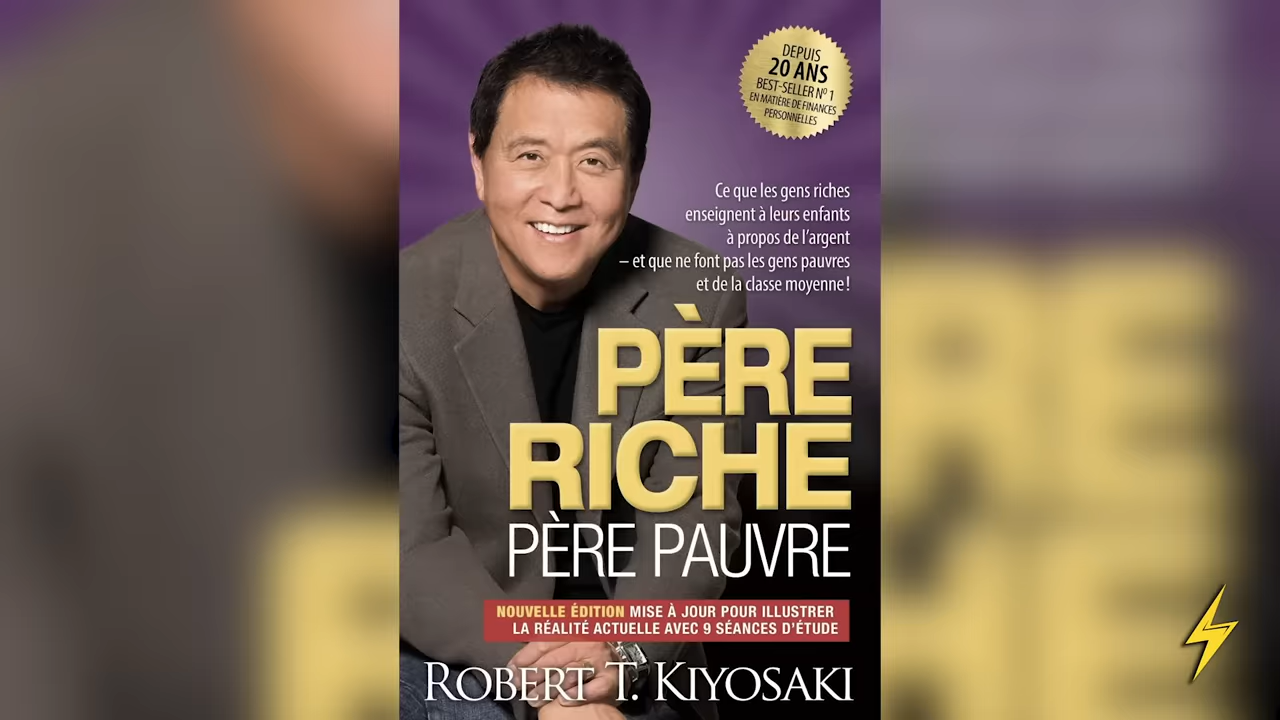 DEPUIS
20 ANS
BEST-SELLER Nº 1
EN MATIÈRE DE FINANCES
PERSONNELLES
Ce que les gens riches
enseignent à leurs enfants
à propos de l'argent
– et que ne font pas les gens pauvres
et de la classe moyenne!
PÈRE
RICHE
PÈRE PAUVRE
NOUVELLE ÉDITION MISE À JOUR POUR ILLUSTRER
LA RÉALITÉ ACTUELLE AVEC 9 SÉANCES D'ÉTUDE
ROBERT T. KIYOSAKI